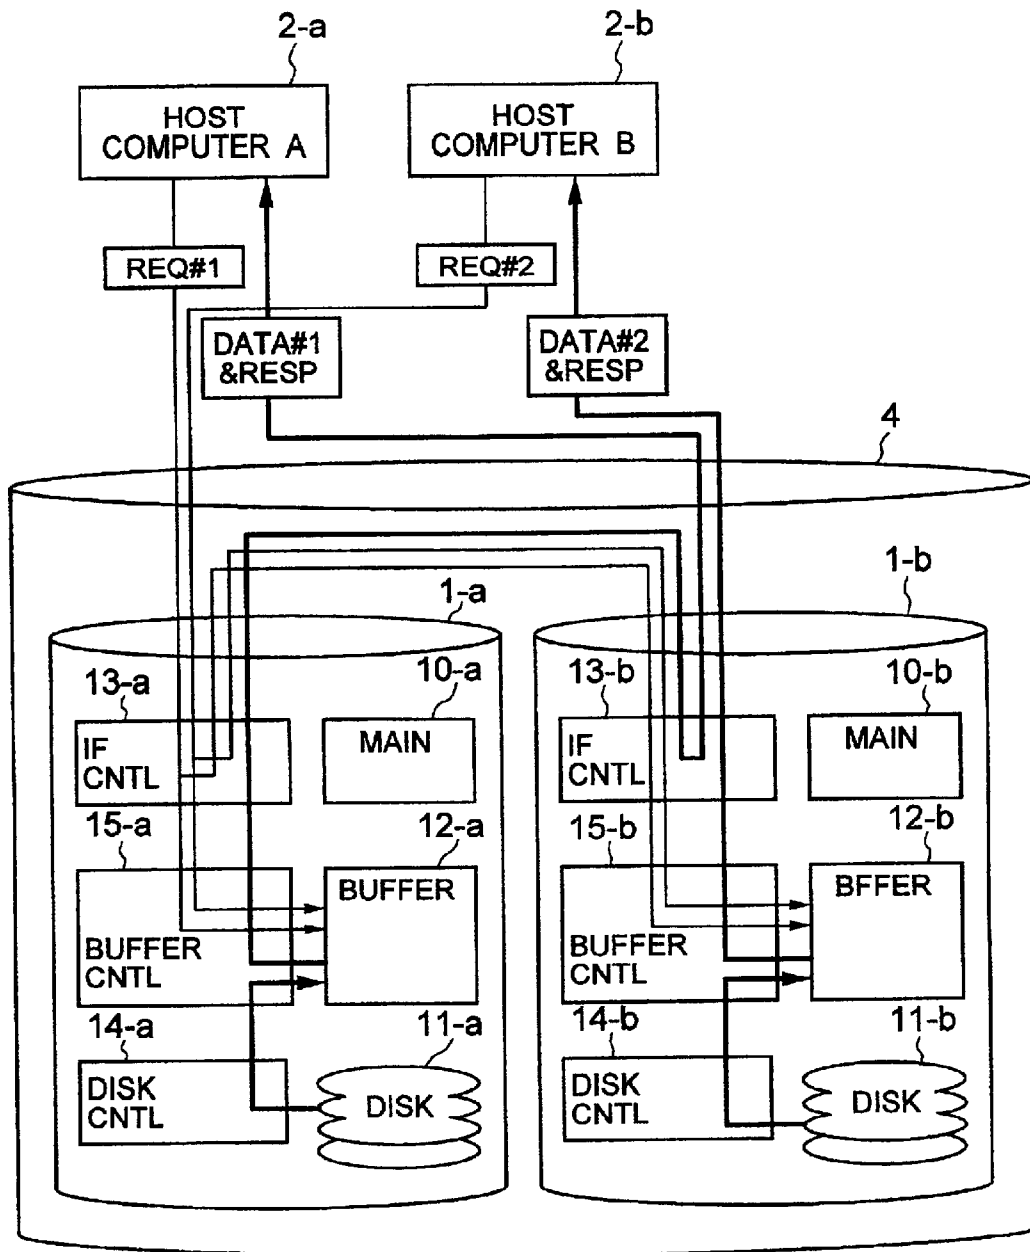 2-a
2-b
HOST
COMPUTER A
HOST
COMPUTER B
REQ#1
REQ#2
DATA#1
&RESP
DATA#2
&RESP
4
1-a
1-b
13-a
10-a
13-b
10-b
IF
CNTL
MAIN
IF
CNTL
MAIN
15-a
12-a
15-b
12-b
BUFFER
BFFER
BUFFER
CNTL
BUFFER
CNTL
14-a
11-a
14-b
11-b
DISK
CNTL
DISK
DISK
CNTL
DISK